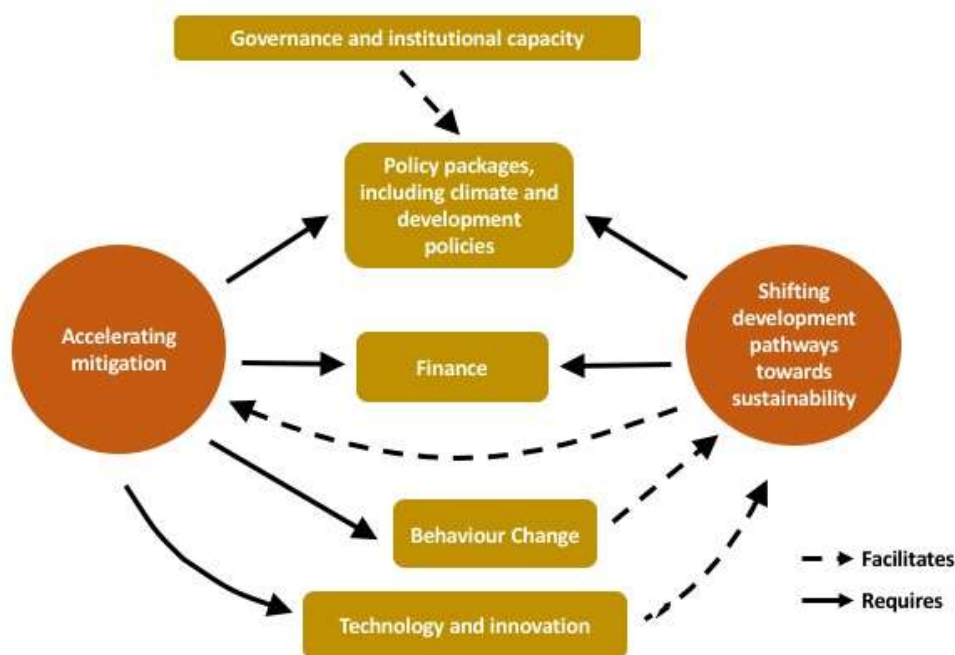 Governance and institutional capacity
Policy packages,
including climate and
development
policies
Accelerating
mitigation
Shifting
development
pathways
towards
sustainability
Finance
Behaviour Change
Technology and innovation
Facilitates
Requires